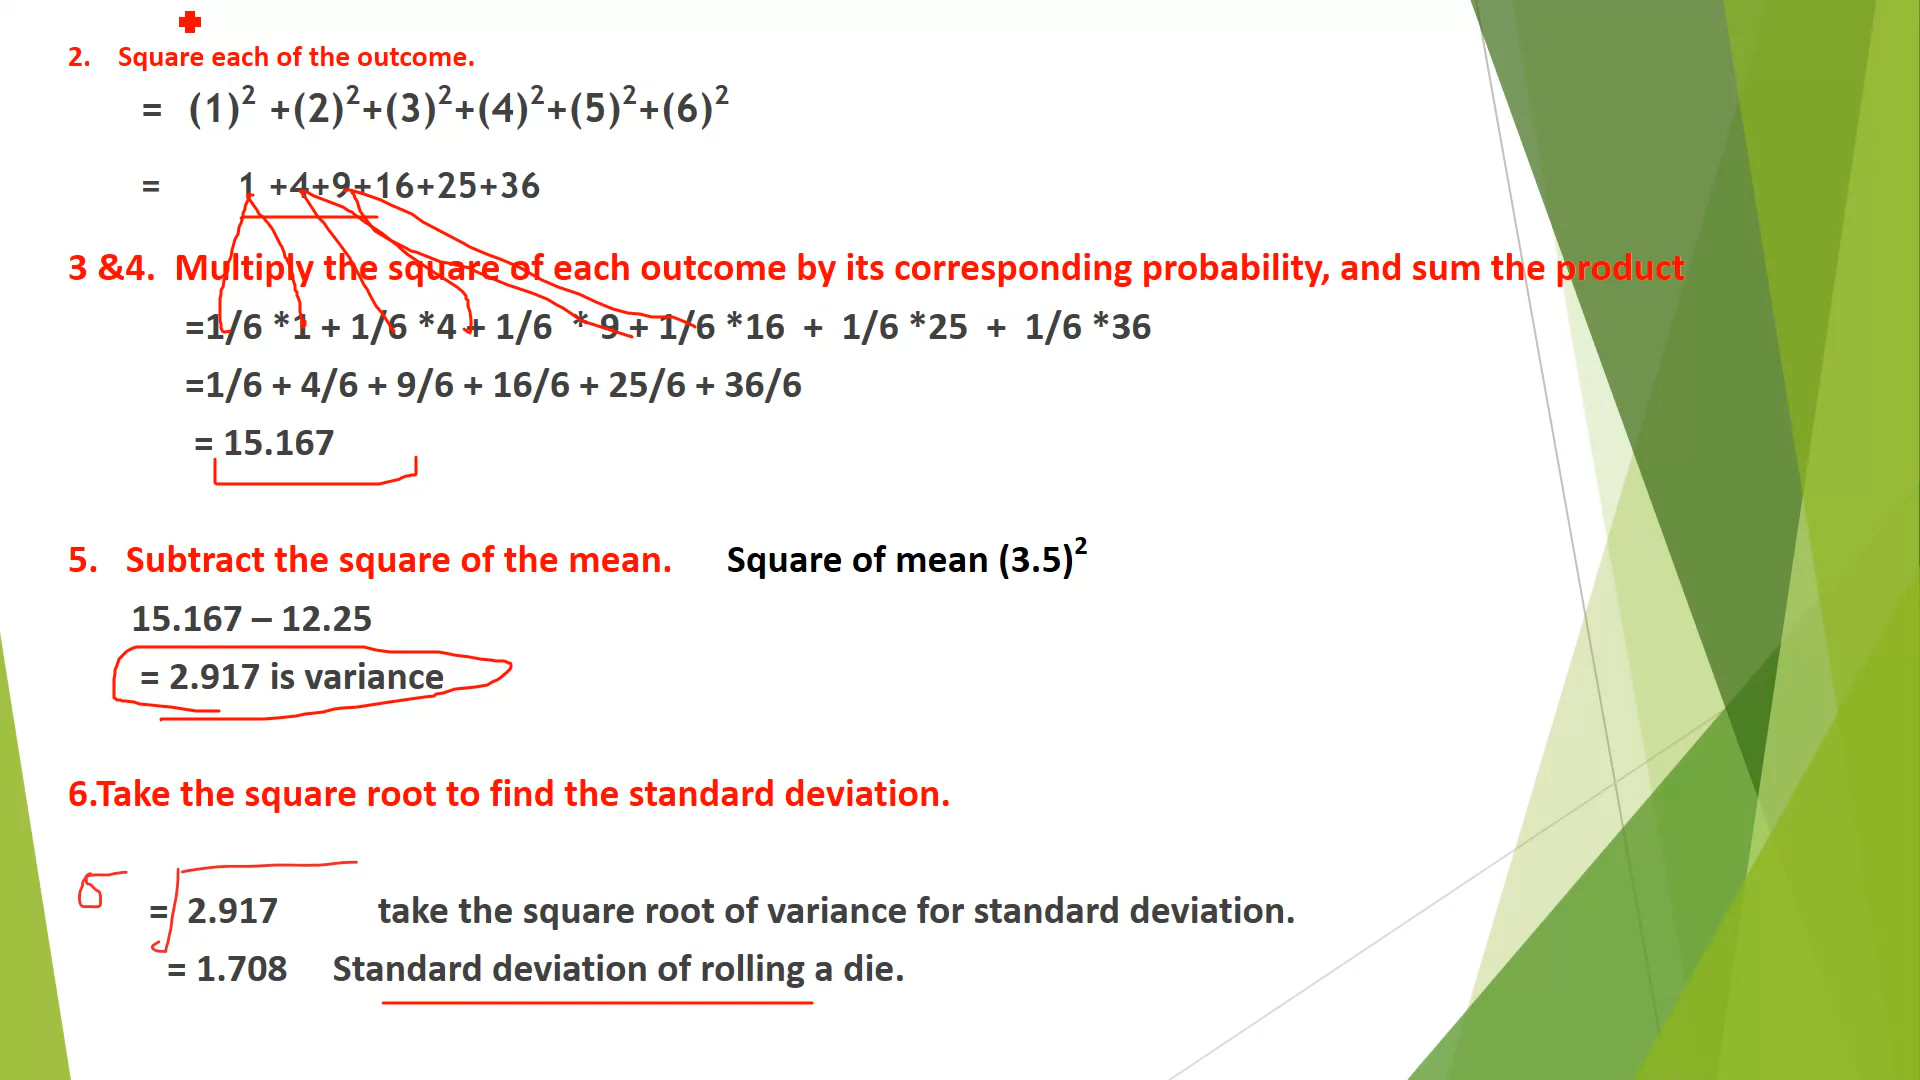 2. Square each of the outcome.
= (1)² +(2)²+(3)²+(4)²+(5)²+(6)²
= 1 +4+9+16+25+36
3 &4. Multiply the square of each outcome by its corresponding probability, and sum the product
=1/6 *1 + 1/6 *4 + 1/6 * 9 + 1/6 *16 + 1/6 *25 + 1/6 *36
=1/6 + 4/6 + 9/6 + 16/6 + 25/6 + 36/6
= 15.167
5. Subtract the square of the mean. Square of mean (3.5)²
15.167 – 12.25
= 2.917 is variance
6.Take the square root to find the standard deviation.
σ = √2.917 take the square root of variance for standard deviation.
= 1.708 Standard deviation of rolling a die.